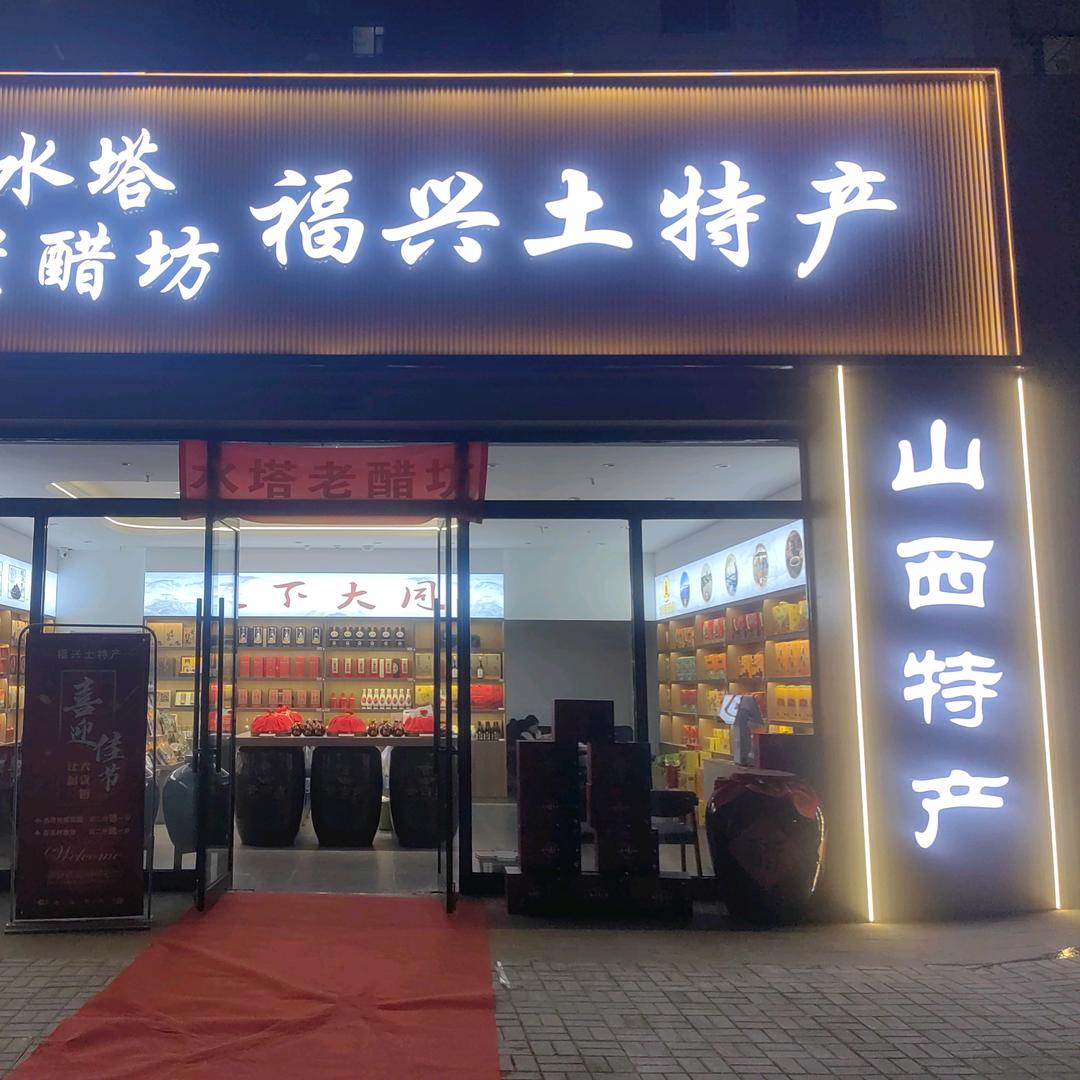 水塔
醋坊
福兴土特产
水塔老醋坊
山西特产
下大同
福兴土特产
喜迎
佳节
Welcome